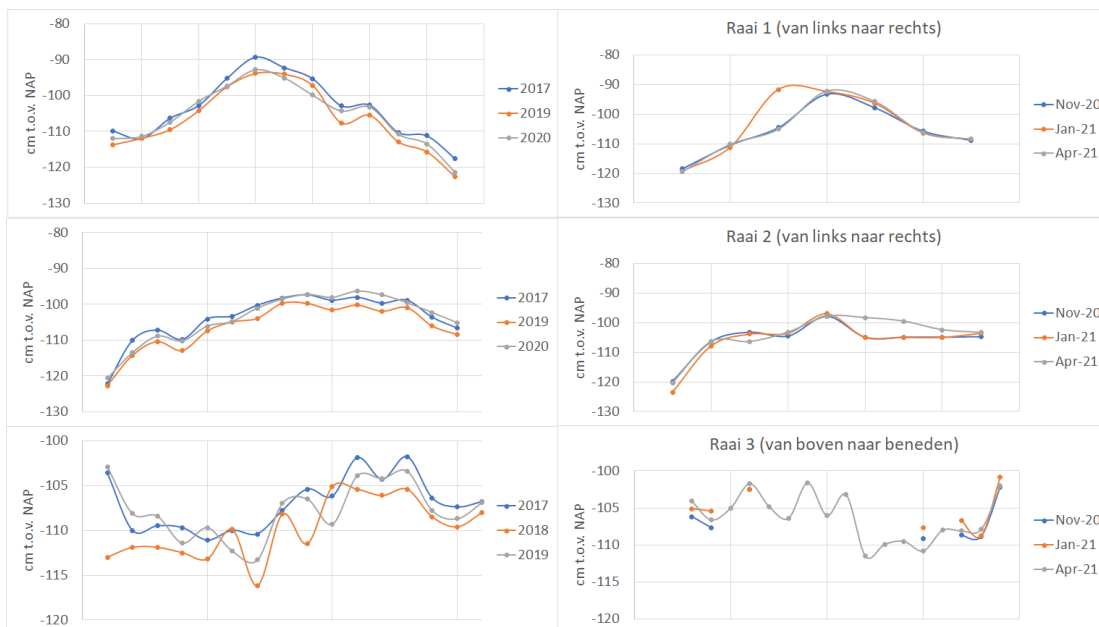 -80
-90
-100
-110
-120
-130
cm t.o.v. NAP
2017
2019
2020
Raai 1 (van links naar rechts)
-80
-90
-100
-110
-120
-130
cm t.o.v. NAP
Nov-20
Jan-21
Apr-21
-80
-90
-100
-110
-120
-130
cm t.o.v. NAP
2017
2019
2020
Raai 2 (van links naar rechts)
-80
-90
-100
-110
-120
-130
cm t.o.v. NAP
Nov-20
Jan-21
Apr-21
-100
-105
-110
-115
-120
cm t.o.v. NAP
2017
2018
2019
Raai 3 (van boven naar beneden)
-100
-105
-110
-115
-120
cm t.o.v. NAP
Nov-20
Jan-21
Apr-21